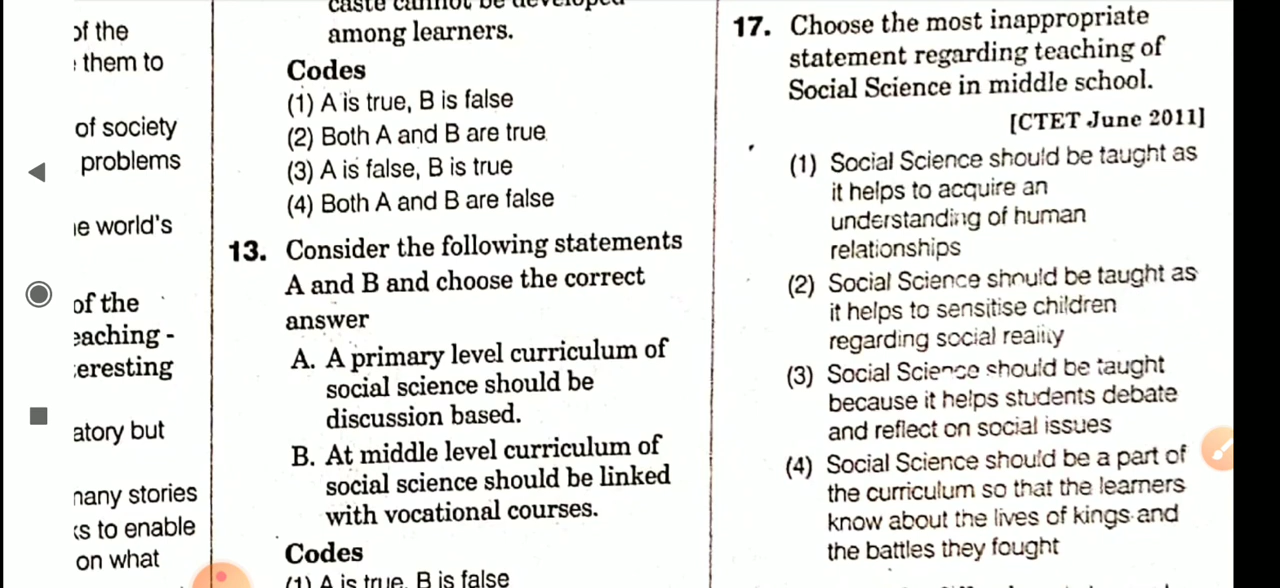 of the
them to
of society
problems
world's
of the
atory but
stories
to enable
on what
among learners.
Codes
(1) A is true, B is false
(2) Both A and B are true
(3) A is false, B is true
(4) Both A and B are false
13. Consider the following statements
A and B and choose the correct
answer
A. A primary level curriculum of
social science should be
discussion based.
B. At middle level curriculum of
social science should be linked
with vocational courses.
Codes
(1) A is true, B is false
17. Choose the most inappropriate
statement regarding teaching of
Social Science in middle school.
[CTET June 2011]
(1) Social Science should be taught as
it helps to acquire an
understanding of human
relationships
(2) Social Science should be taught as
it helps to sensitise children
regarding social reality
(3) Social Science should be taught
because it helps students debate
and reflect on social issues
(4) Social Science should be a part of
the curriculum so that the learners
know about the lives of kings and
the battles they fought